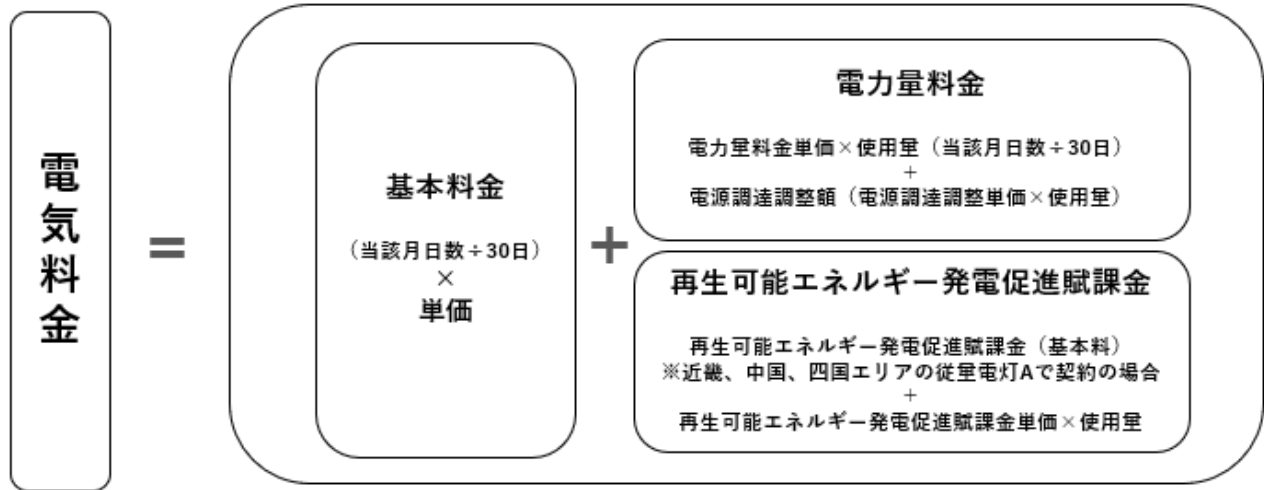 電気料金
=
基本料金
（当該月日数÷30日）
×
単価
+
電力量料金
電力量料金単価×使用量（当該月日数÷30日）
+
電源調達調整額（電源調達調整単価×使用量）
再生可能エネルギー発電促進賦課金
再生可能エネルギー発電促進賦課金（基本料）
※近畿、中国、四国エリアの従量電灯Aで契約の場合
+
再生可能エネルギー発電促進賦課金単価×使用量